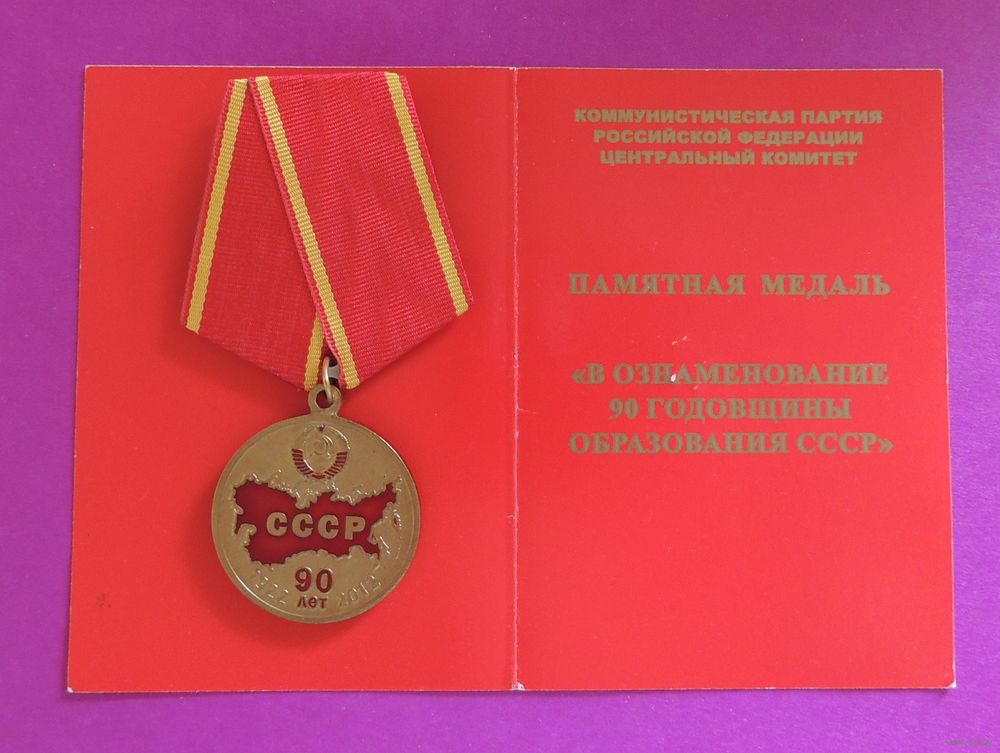 КОММУНИСТИЧЕСКАЯ ПАРТИЯ
РОССИЙСКОЙ ФЕДЕРАЦИИ
ЦЕНТРАЛЬНЫЙ КОМИТЕТ
ПАМЯТНАЯ МЕДАЛЬ
«В ОЗНАМЕНОВАНИЕ
90 ГОДОВЩИНЫ
ОБРАЗОВАНИЯ СССР»
СССР
1922 90 2012
лет